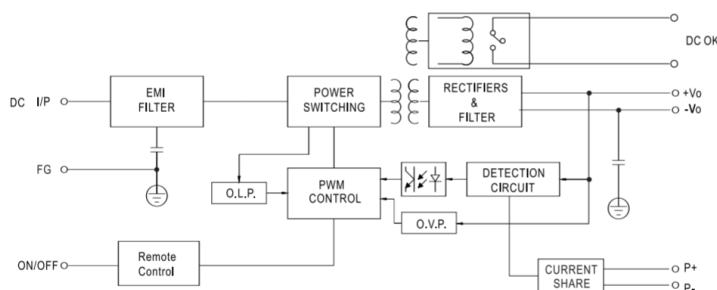 DC OK
DC I/P
EMI
FILTER
POWER
SWITCHING
RECTIFIERS
&
FILTER
+Vo
-Vo
FG
O.L.P.
PWM
CONTROL
DETECTION
CIRCUIT
O.V.P.
ON/OFF
Remote
Control
CURRENT
SHARE
P+
P-